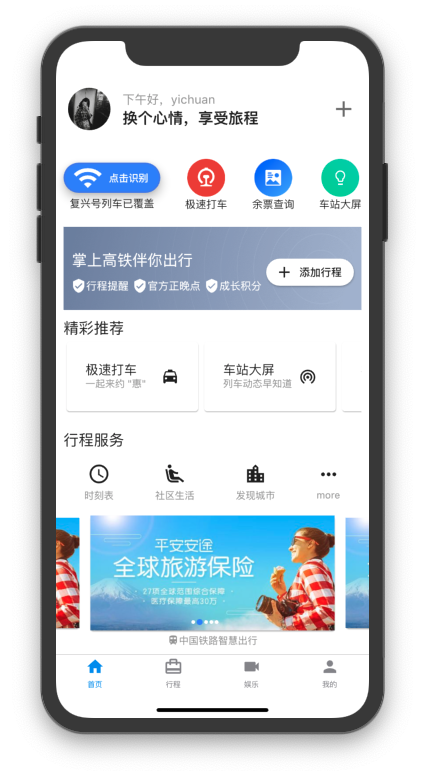 下午好，yichuan
换个心情，享受旅程
点击识别
复兴号列车已覆盖
极速打车
余票查询
车站大屏
掌上高铁伴你出行
行程提醒 官方正晚点 成长积分
添加行程
精彩推荐
极速打车
一起来约 "惠"
车站大屏
列车动态早知道
行程服务
时刻表
社区生活
发现城市
more
平安安途
全球旅游保险
· 27项全球范围综合保障 ·
· 医疗保障最高30万 ·
中国铁路智慧出行
首页
行程
娱乐
我的